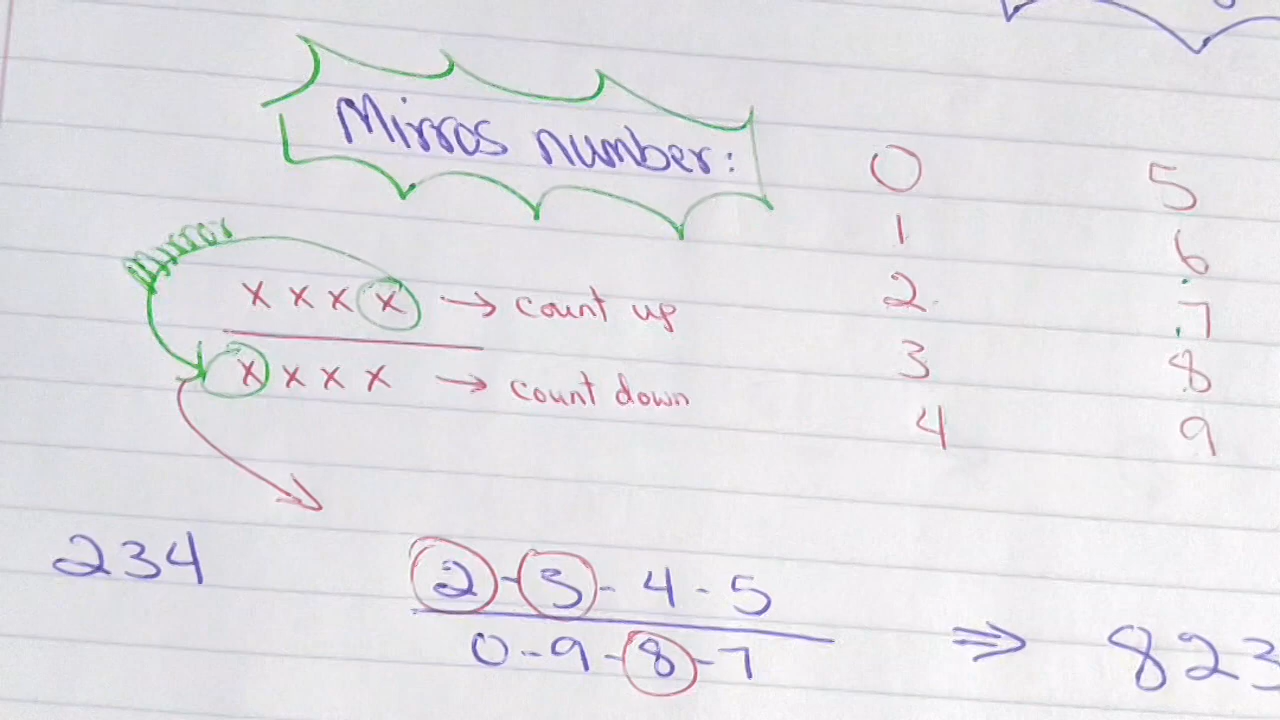 Mirros number:
0 5
1 6
2 7
3 8
4 9
Mirror
x x x x → count up
x x x x → count down
234
2-3-4-5
0-9-8-7
⇒ 823